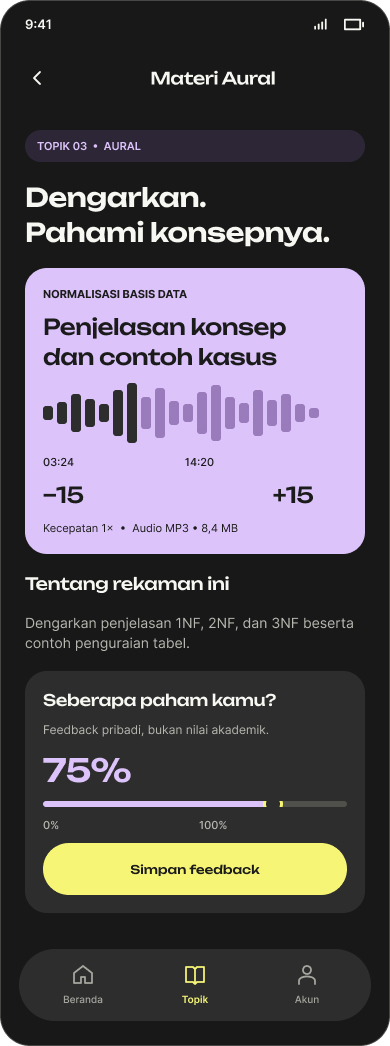 9:41
Materi Aural
TOPIK 03 • AURAL
Dengarkan.
Pahami konsepnya.
NORMALISASI BASIS DATA
Penjelasan konsep
dan contoh kasus
03:24 14:20
−15 +15
Kecepatan 1× • Audio MP3 • 8,4 MB
Tentang rekaman ini
Dengarkan penjelasan 1NF, 2NF, dan 3NF beserta
contoh penguraian tabel.
Seberapa paham kamu?
Feedback pribadi, bukan nilai akademik.
75%
0% 100%
Simpan feedback
Beranda Topik Akun